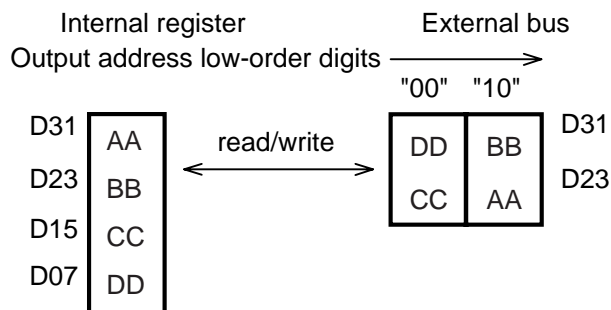 Internal register External bus
Output address low-order digits
"00" "10"
D31 AA read/write DD BB D31
D23 BB CC AA D23
D15 CC
D07 DD